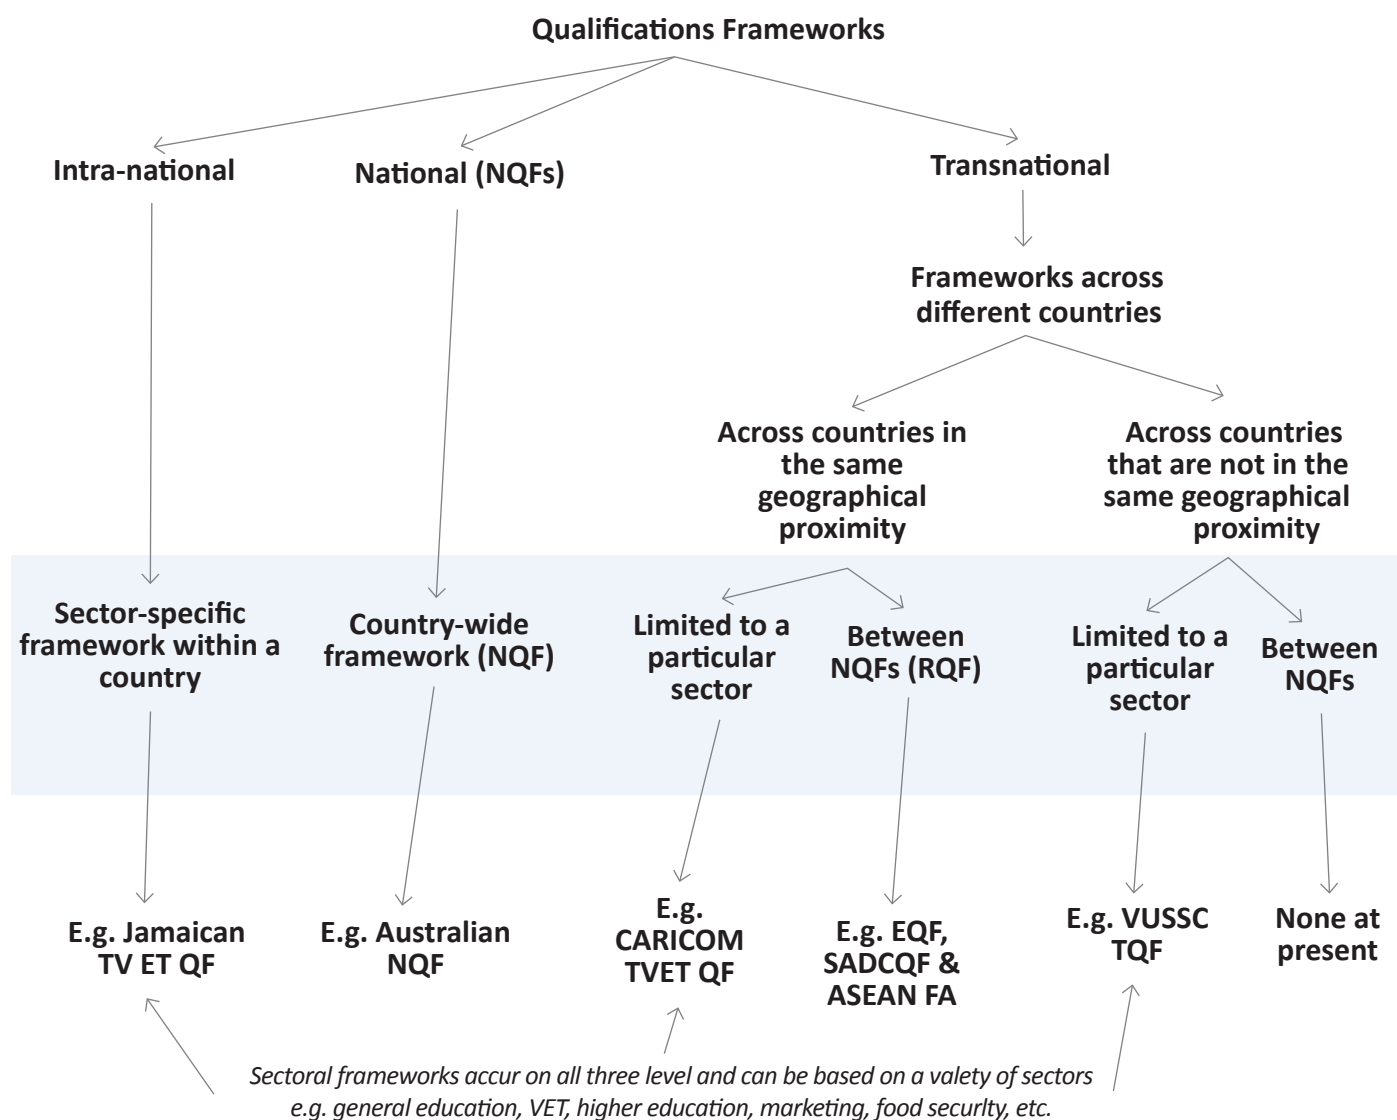 Qualifications Frameworks
Intra-national
National (NQFs)
Transnational
Frameworks across
different countries
Across countries in
the same
geographical
proximity
Across countries
that are not in the
same geographical
proximity
Sector-specific
framework within a
country
Country-wide
framework (NQF)
Limited to a
particular
sector
Between
NQFs (RQF)
Limited to a
particular
sector
Between
NQFs
E.g. Jamaican
TV ET QF
E.g. Australian
NQF
E.g.
CARICOM
TVET QF
E.g. EQF,
SADCQF &
ASEAN FA
E.g. VUSSC
TQF
None at
present
Sectoral frameworks accur on all three level and can be based on a valety of sectors
e.g. general education, VET, higher education, marketing, food securlty, etc.